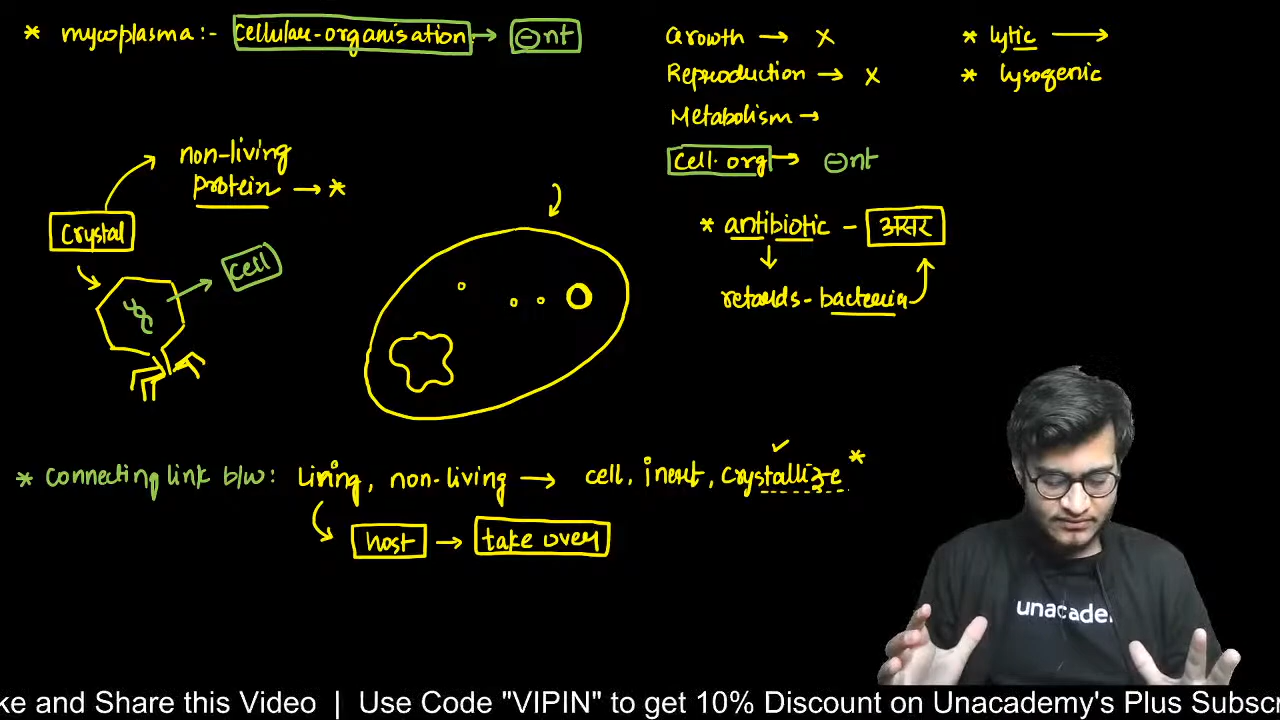 * mycoplasma:- cellular-organisation → ⊖nt
Growth → x
Reproduction → x
Metabolism →
Cell. org → ⊖nt
* lytic →
* lysogenic
non-living
protein → *
Crystal
cell
* antibiotic - असर
retards - bacteria
* Connecting link b/w: Living, non-living → cell, inert, crystallize *
host → take over
unacade
ke and Share this Video | Use Code "VIPIN" to get 10% Discount on Unacademy's Plus Subsc